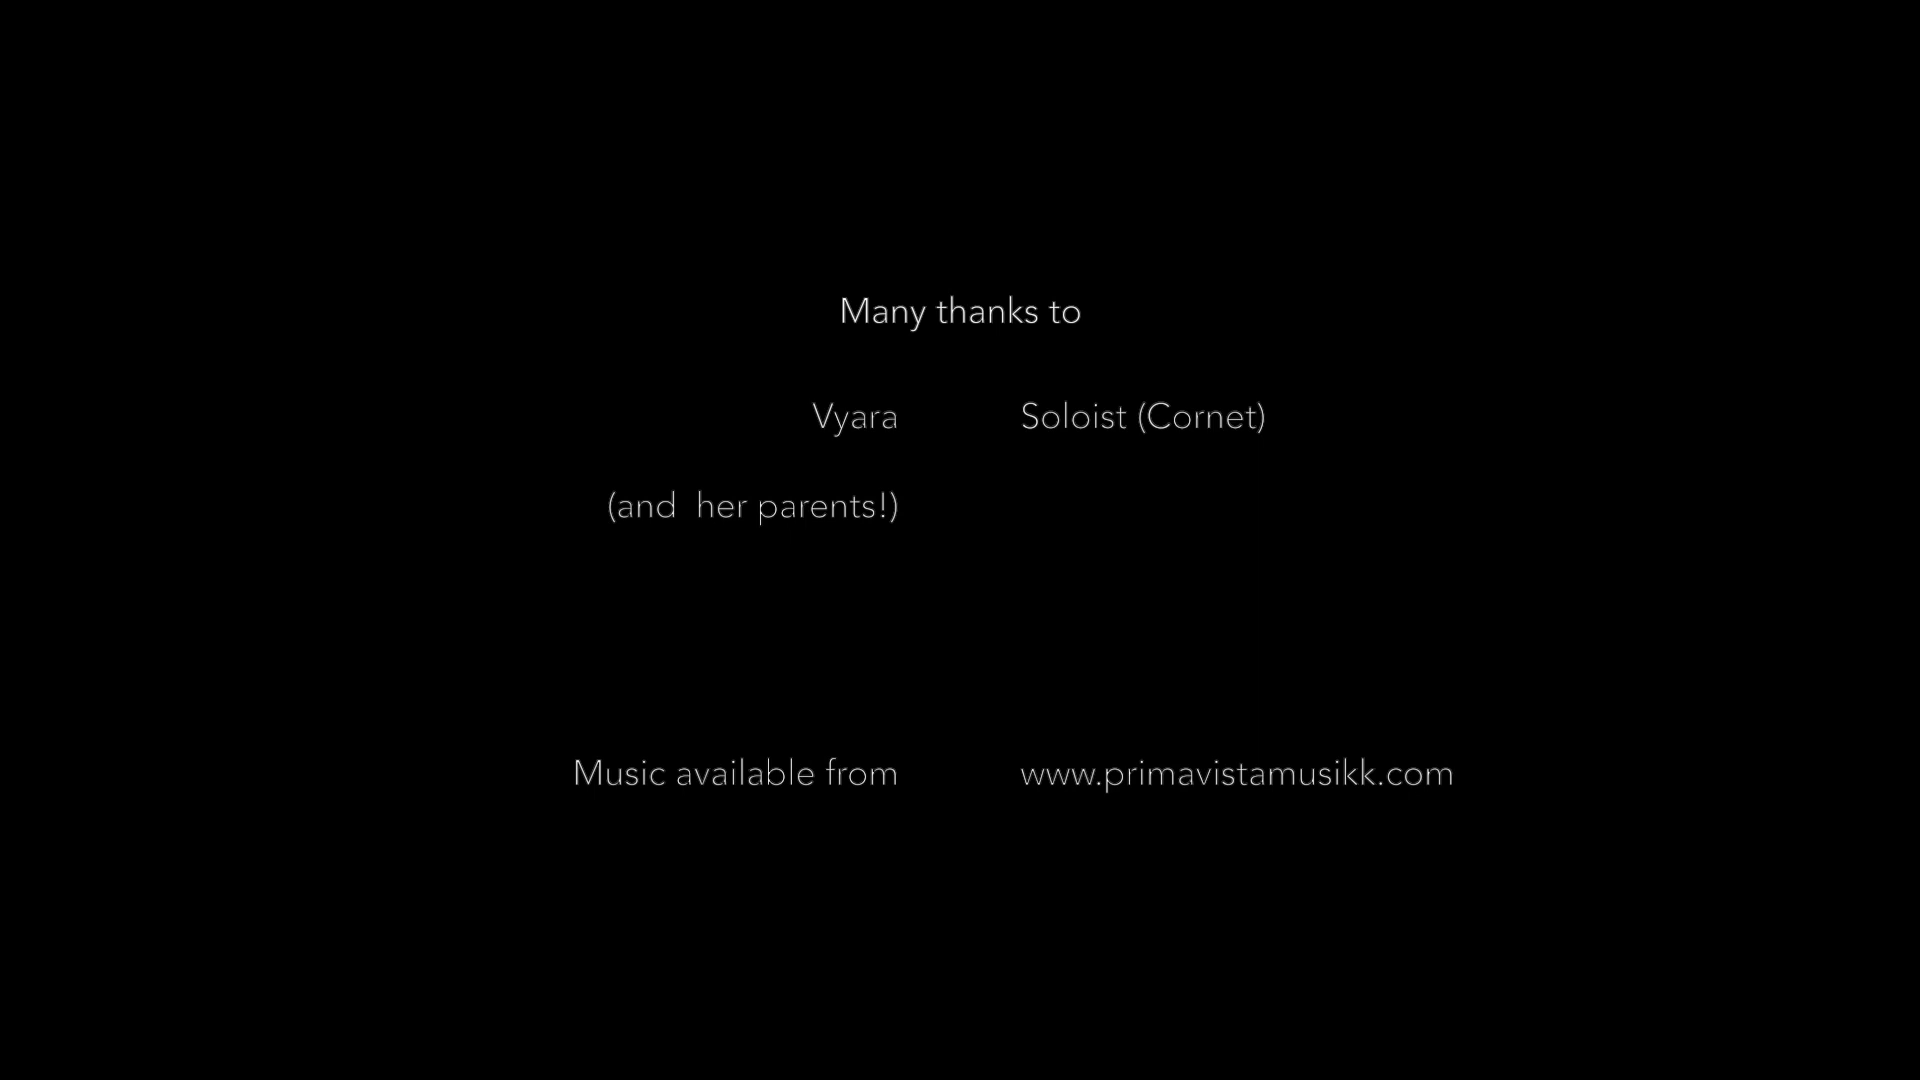 Many thanks to
Vyara Soloist (Cornet)
(and  her parents!)
Music available from www.primavistamusikk.com